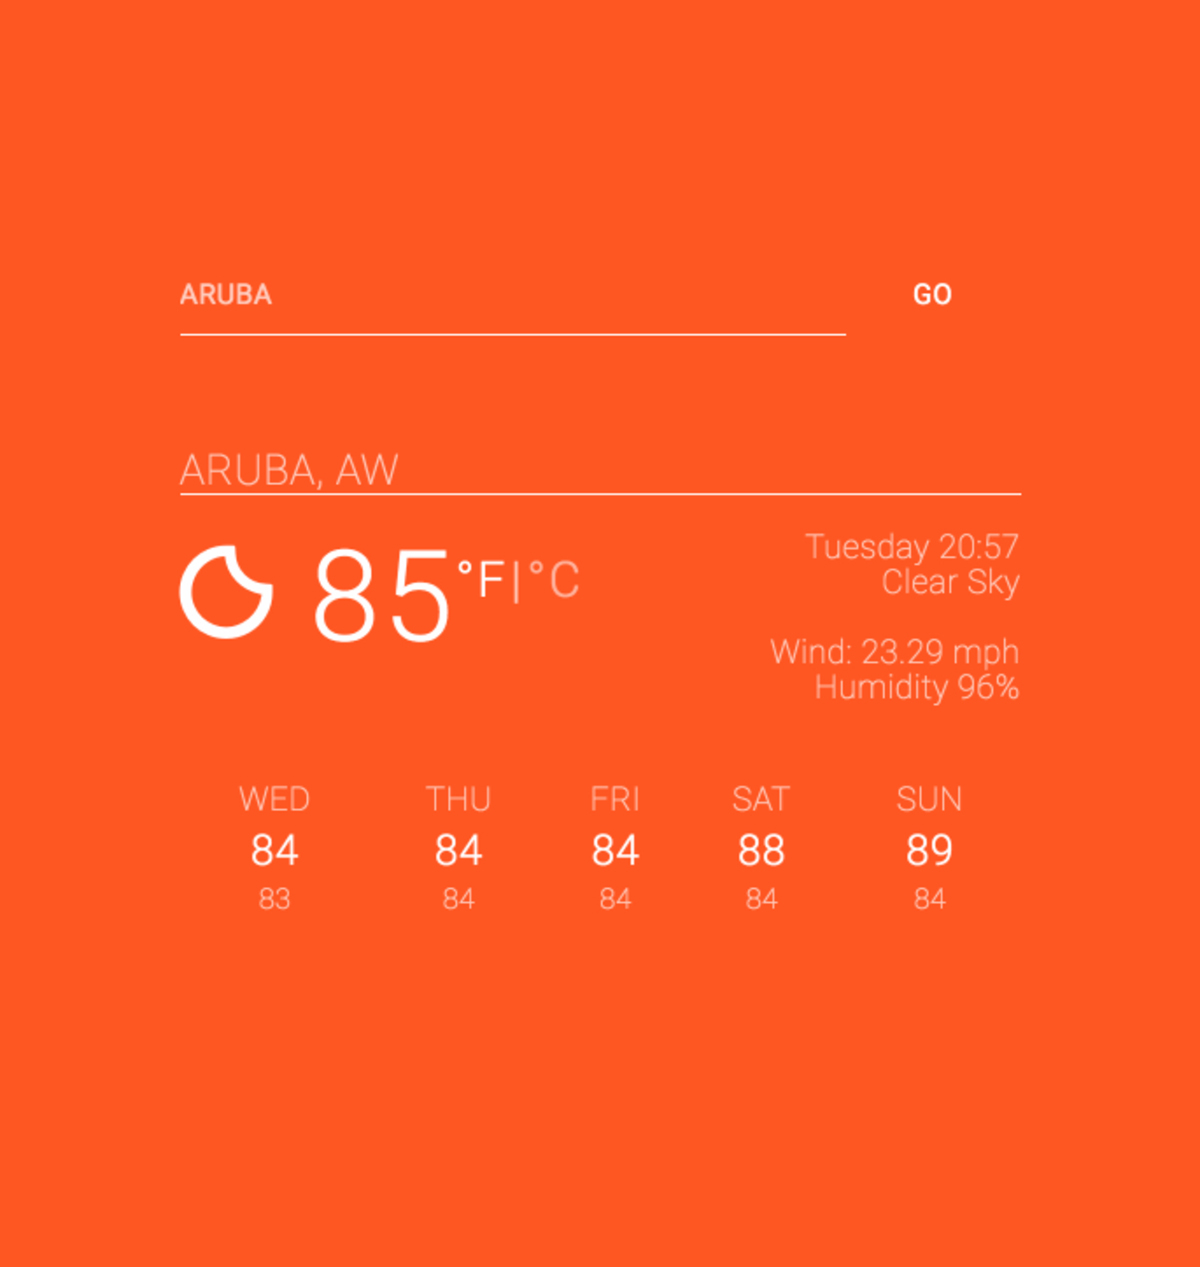 ARUBA GO
ARUBA, AW
85°F|°C
Tuesday 20:57
Clear Sky
Wind: 23.29 mph
Humidity 96%
WED THU FRI SAT SUN
84 84 84 88 89
83 84 84 84 84